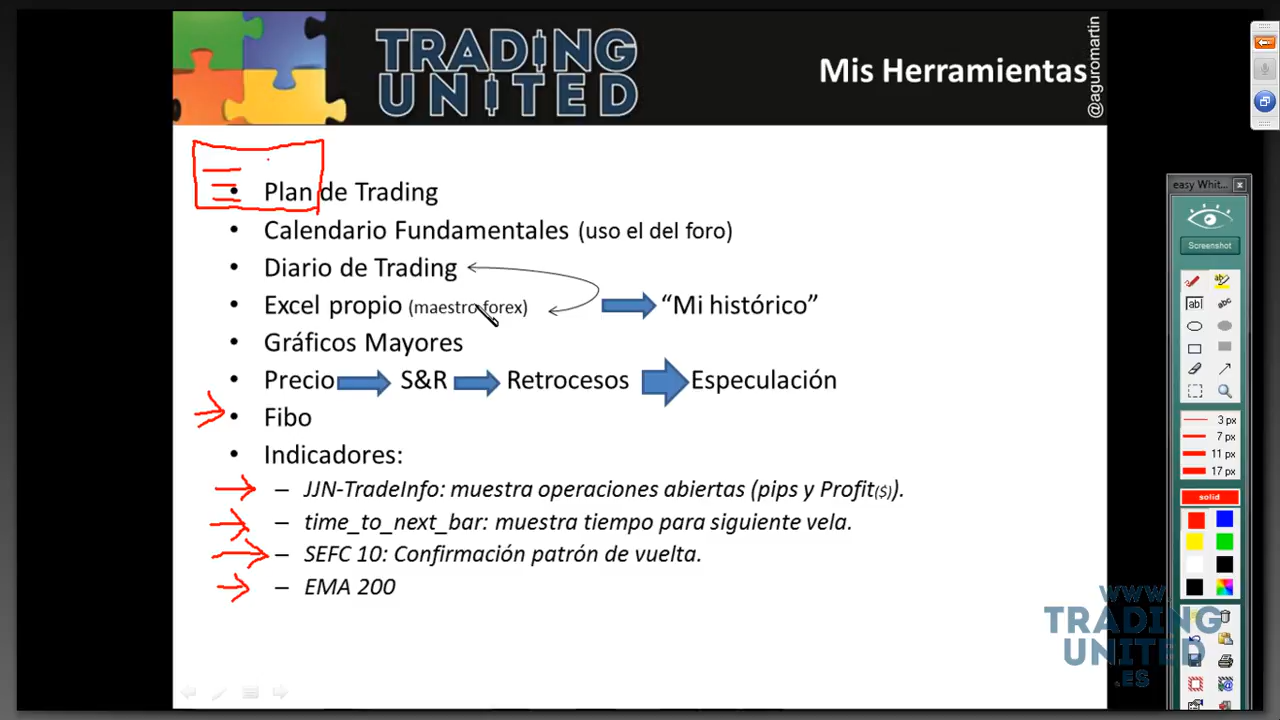 TRADING
UNITED
Mis Herramientas
@aguromartin
• Plan de Trading
• Calendario Fundamentales (uso el del foro)
• Diario de Trading
• Excel propio (maestro forex) "Mi histórico"
• Gráficos Mayores
• Precio S&R Retrocesos Especulación
• Fibo
• Indicadores:
– JJN-TradeInfo: muestra operaciones abiertas (pips y Profit($).
– time_to_next_bar: muestra tiempo para siguiente vela.
– SEFC 10: Confirmación patrón de vuelta.
– EMA 200
easy Whit... x
Screenshot
ab abc
3 px
7 px
11 px
17 px
solid
WWW
TRADING
UNITED
.ES